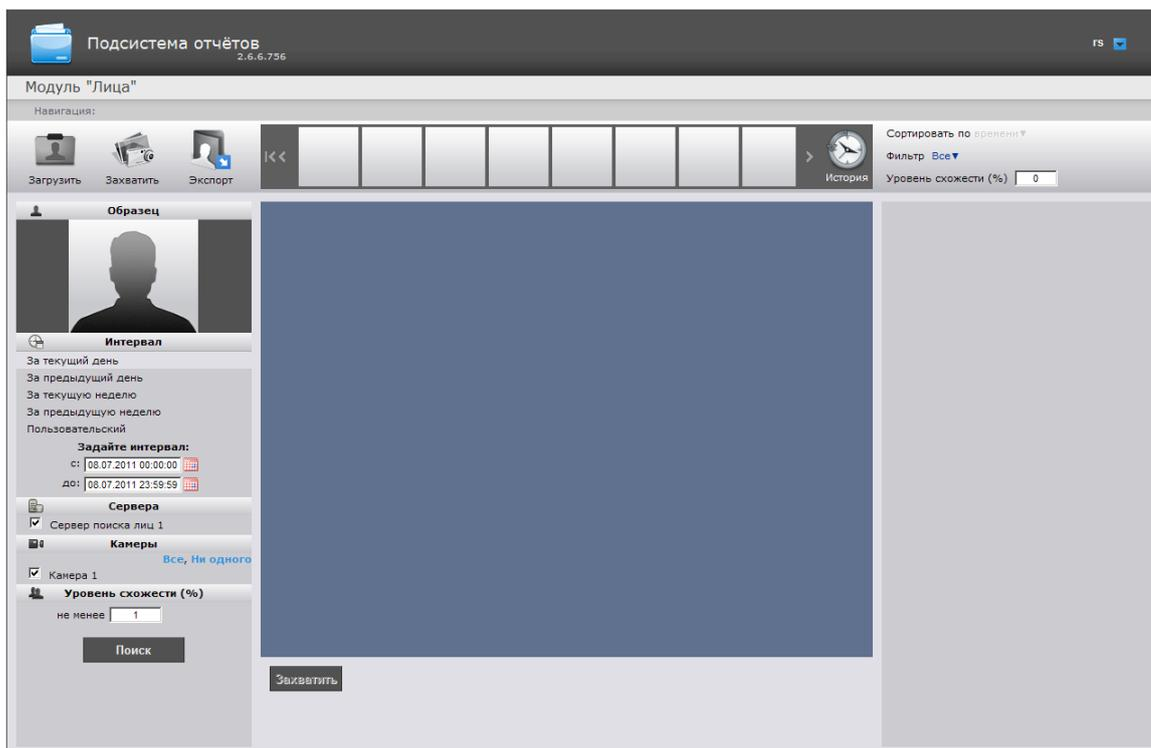 Подсистема отчётов
2.6.6.756
rs
Модуль "Лица"
Навигация:
Загрузить
Захватить
Экспорт
История
Сортировать по времени
Фильтр Все
Уровень схожести (%) 0
Образец
Интервал
За текущий день
За предыдущий день
За текущую неделю
За предыдущую неделю
Пользовательский
Задайте интервал:
с: 08.07.2011 00:00:00
до: 08.07.2011 23:59:59
Сервера
Сервер поиска лиц 1
Камеры
Все, Ни одного
Камера 1
Уровень схожести (%)
не менее 1
Поиск
Захватить